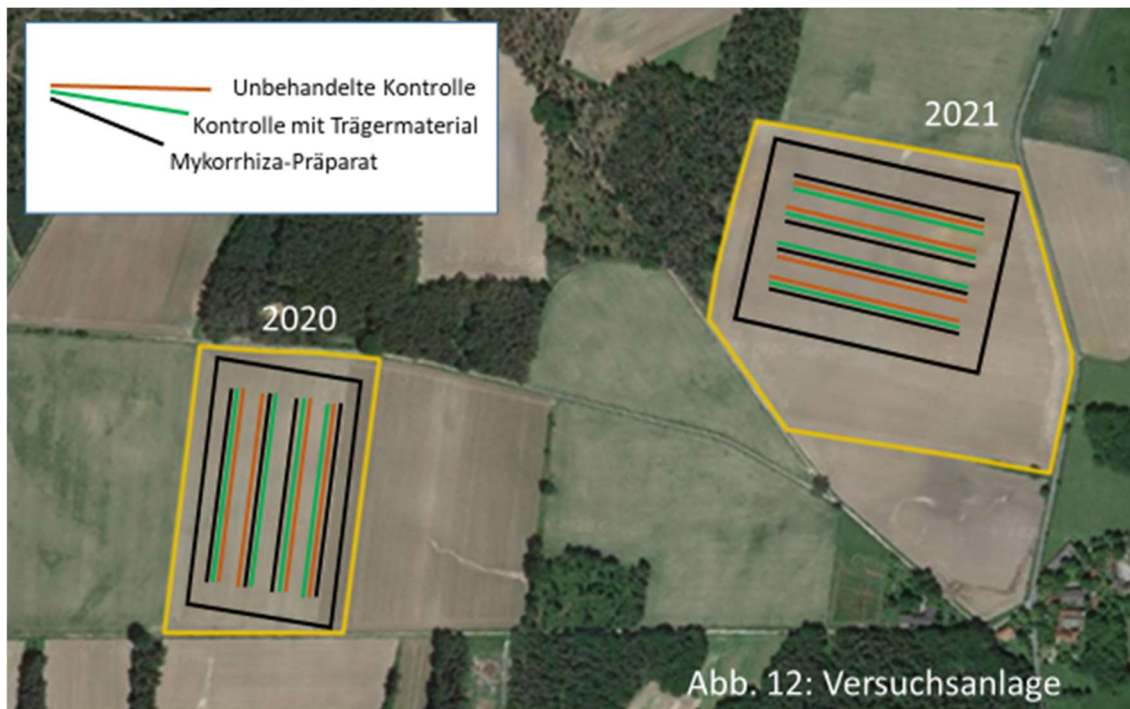 Unbehandelte Kontrolle
Kontrolle mit Trägermaterial
Mykorrhiza-Präparat
2021
2020
Abb. 12: Versuchsanlage